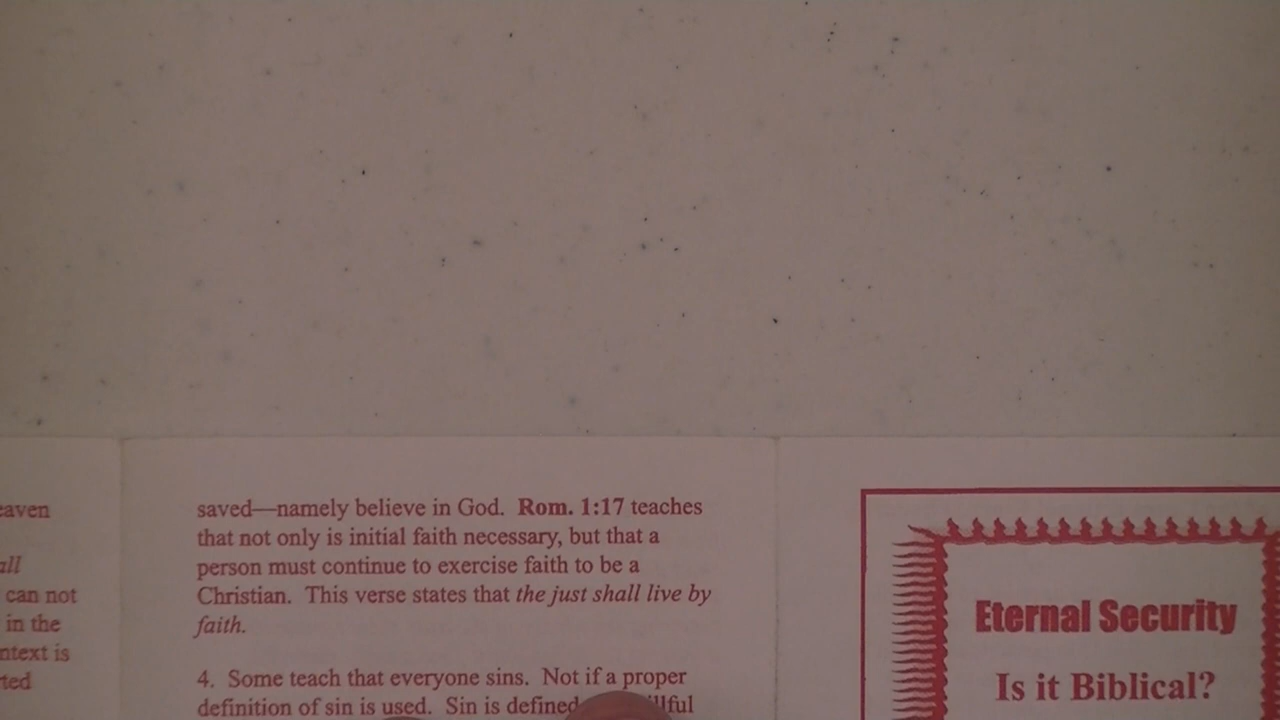 eaven
all
can not
in the
ntext is
rted
saved—namely believe in God. Rom. 1:17 teaches
that not only is initial faith necessary, but that a
person must continue to exercise faith to be a
Christian. This verse states that the just shall live by
faith.
4. Some teach that everyone sins. Not if a proper
definition of sin is used. Sin is defined llful
Eternal Security
Is it Biblical?